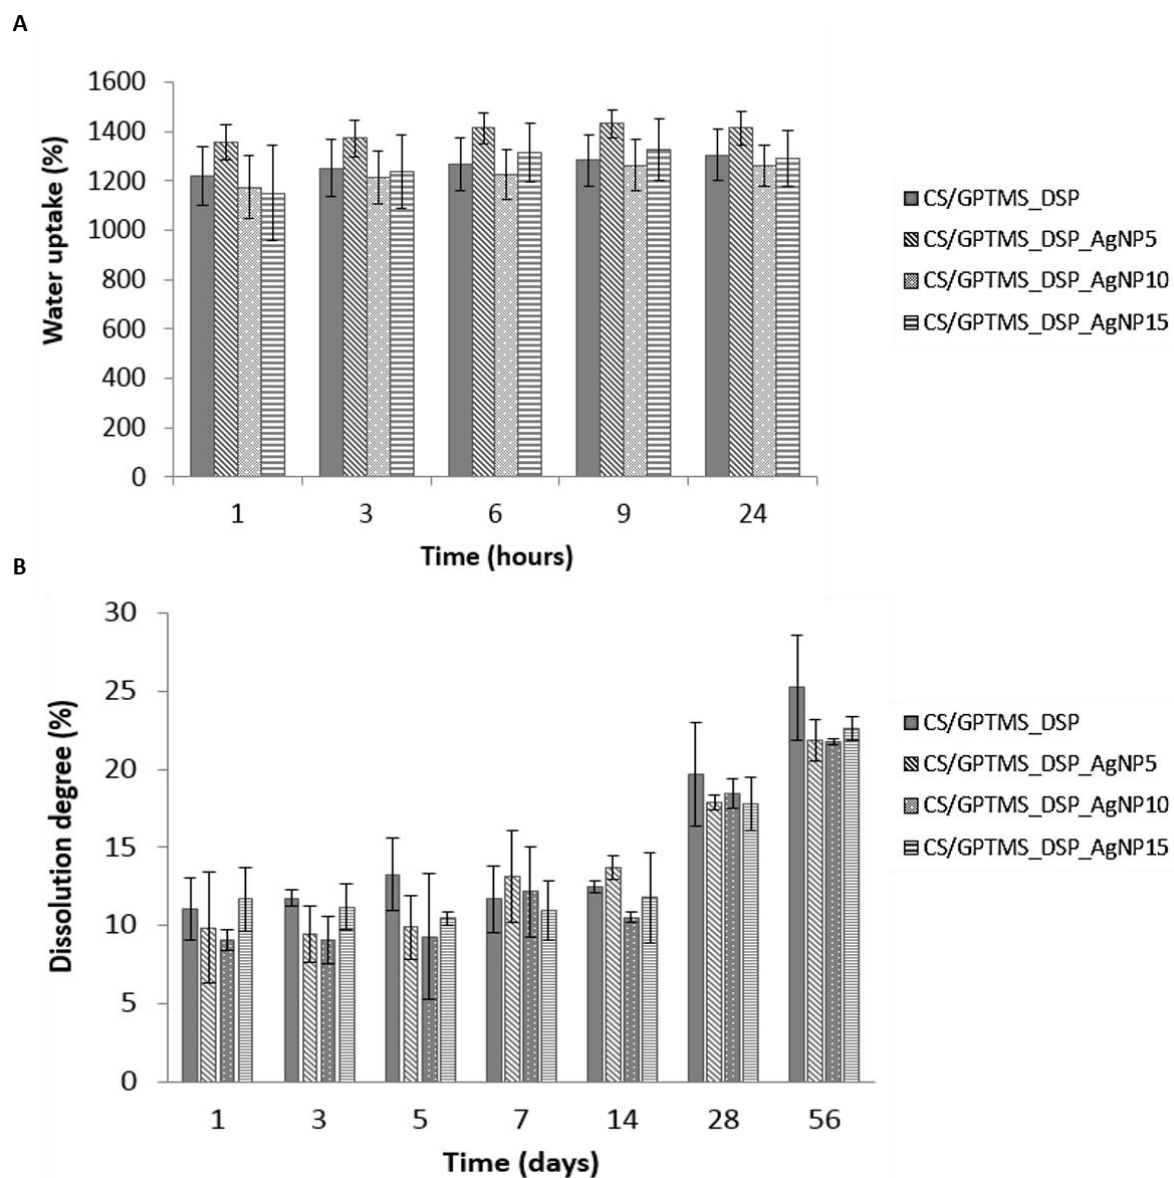 A
Water uptake (%)
1600
1400
1200
1000
800
600
400
200
0
1 3 6 9 24
Time (hours)
CS/GPTMS_DSP
CS/GPTMS_DSP_AgNP5
CS/GPTMS_DSP_AgNP10
CS/GPTMS_DSP_AgNP15
B
Dissolution degree (%)
30
25
20
15
10
5
0
1 3 5 7 14 28 56
Time (days)
CS/GPTMS_DSP
CS/GPTMS_DSP_AgNP5
CS/GPTMS_DSP_AgNP10
CS/GPTMS_DSP_AgNP15